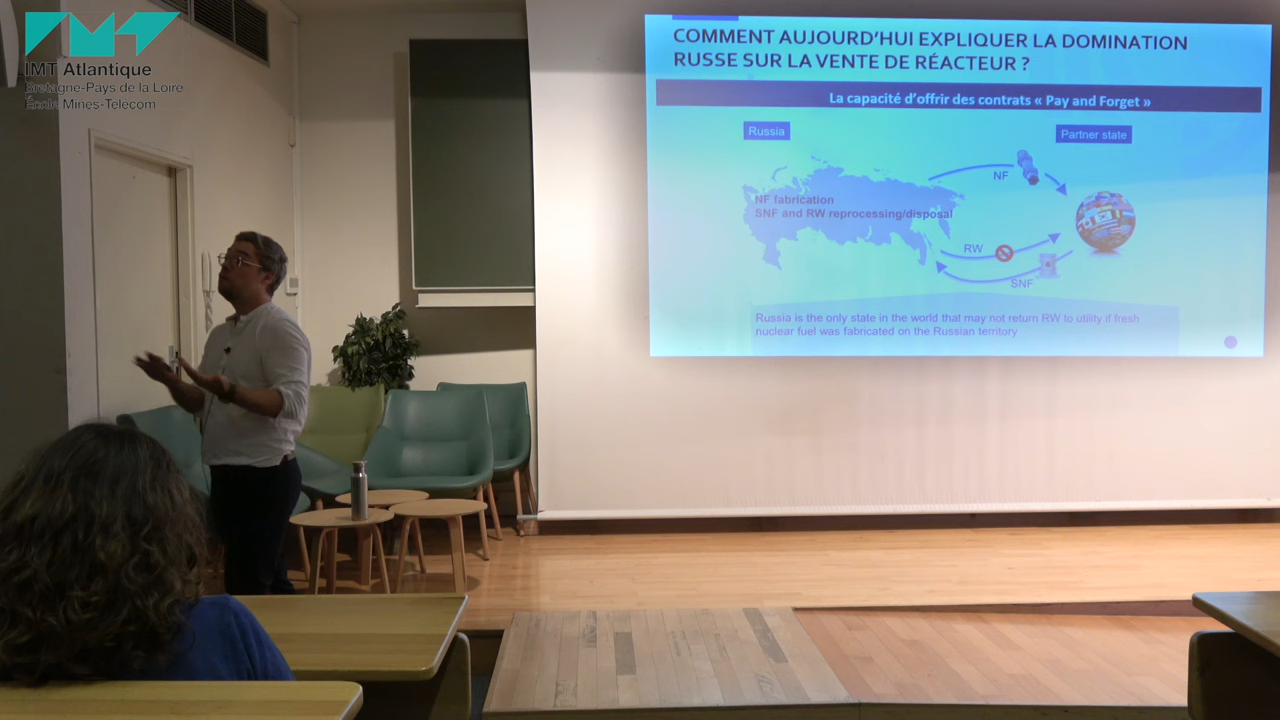 IMT Atlantique
Bretagne-Pays de la Loire
École Mines-Telecom
COMMENT AUJOURD'HUI EXPLIQUER LA DOMINATION
RUSSE SUR LA VENTE DE RÉACTEUR ?
La capacité d'offrir des contrats « Pay and Forget »
Russia
Partner state
NF
NF fabrication
SNF and RW reprocessing/disposal
RW
SNF
Russia is the only state in the world that may not return RW to utility if fresh
nuclear fuel was fabricated on the Russian territory